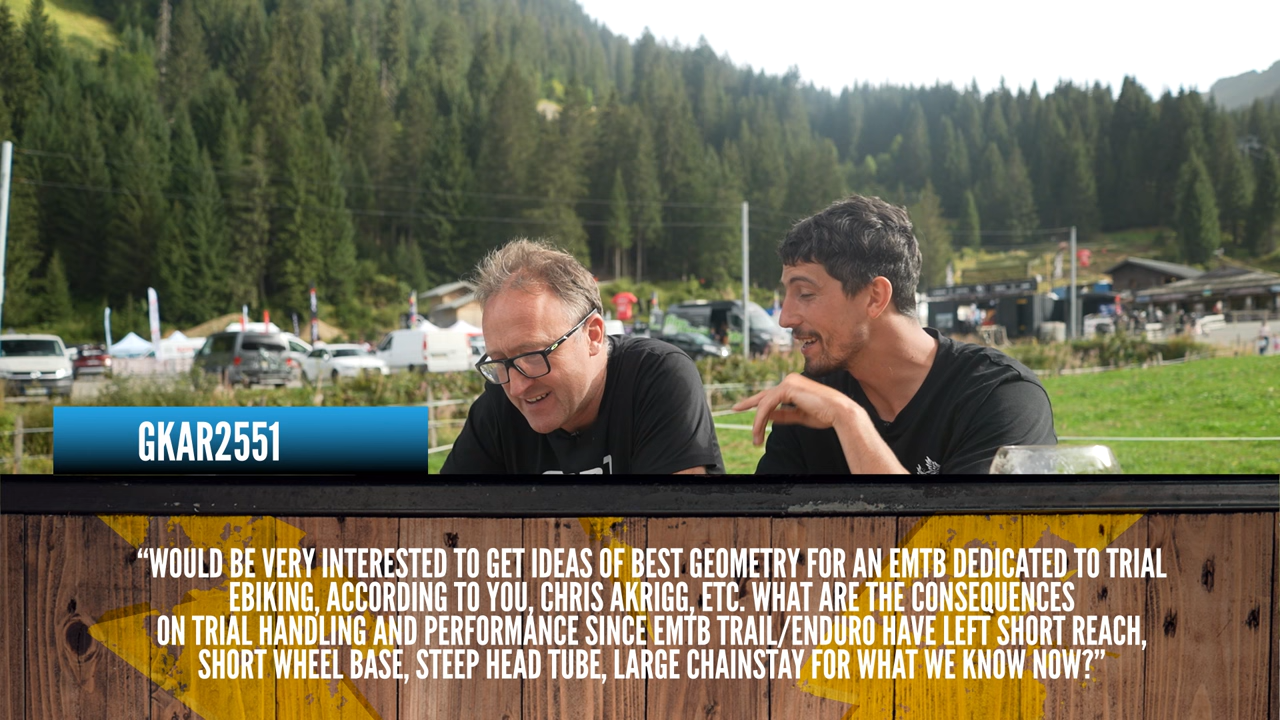 GKAR2551
“WOULD BE VERY INTERESTED TO GET IDEAS OF BEST GEOMETRY FOR AN EMTB DEDICATED TO TRIAL
EBIKING, ACCORDING TO YOU, CHRIS AKRIGG, ETC. WHAT ARE THE CONSEQUENCES
ON TRIAL HANDLING AND PERFORMANCE SINCE EMTB TRAIL/ENDURO HAVE LEFT SHORT REACH,
SHORT WHEEL BASE, STEEP HEAD TUBE, LARGE CHAINSTAY FOR WHAT WE KNOW NOW?”